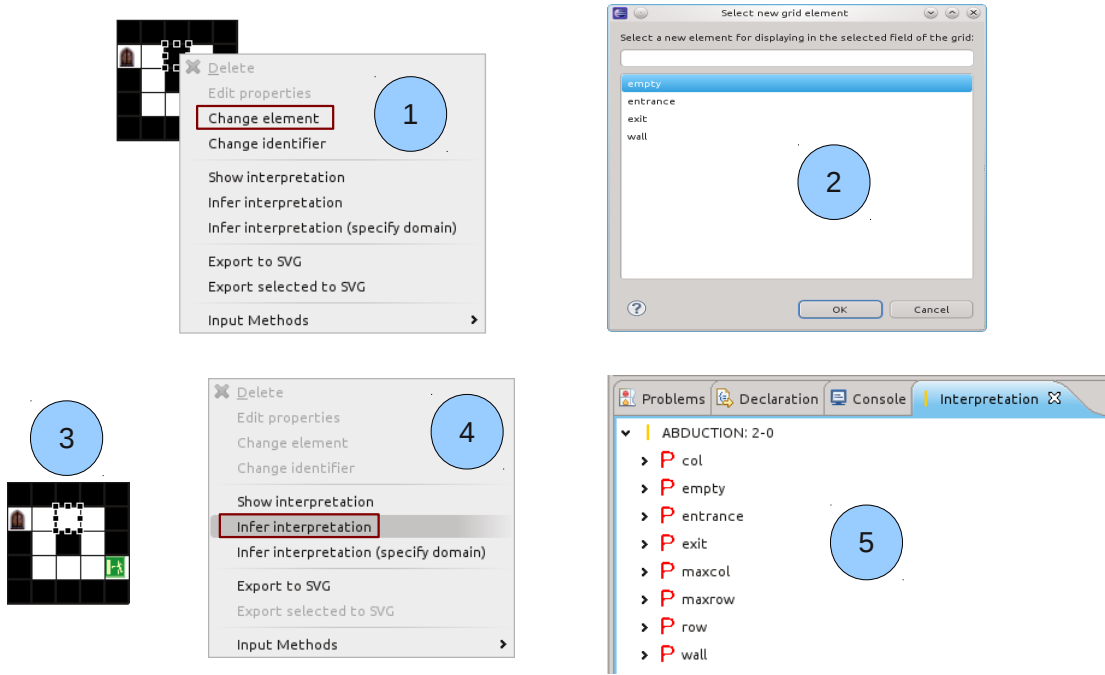 Delete
Edit properties
Change element
Change identifier
Show interpretation
Infer interpretation
Infer interpretation (specify domain)
Export to SVG
Export selected to SVG
Input Methods
1
Select new grid element
Select a new element for displaying in the selected field of the grid:
empty
entrance
exit
wall
2
?
OK
Cancel
3
Delete
Edit properties
Change element
Change identifier
Show interpretation
Infer interpretation
Infer interpretation (specify domain)
Export to SVG
Export selected to SVG
Input Methods
4
Problems
Declaration
Console
Interpretation
ABDUCTION: 2-0
P col
P empty
P entrance
P exit
P maxcol
P maxrow
P row
P wall
5